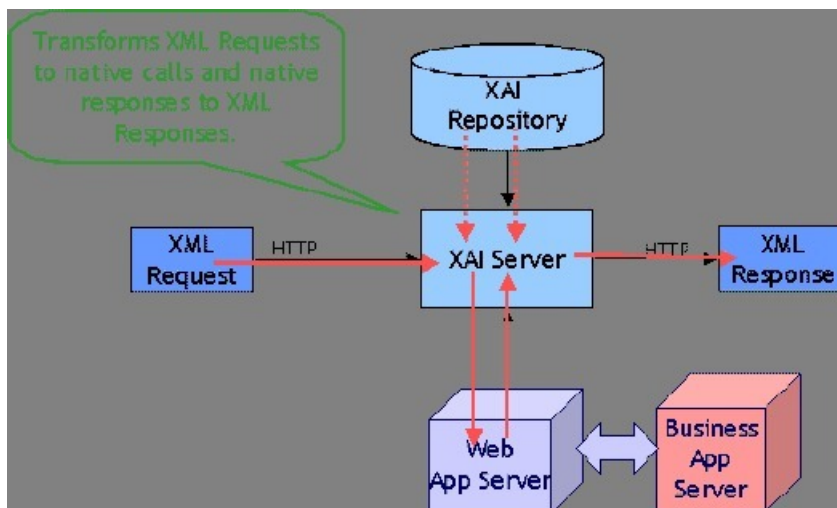 Transforms XML Requests
to native calls and native
responses to XML
Responses.
XAI
Repository
XML
Request
HTTP
XAI Server
HTTP
XML
Response
Web
App Server
Business
App
Server